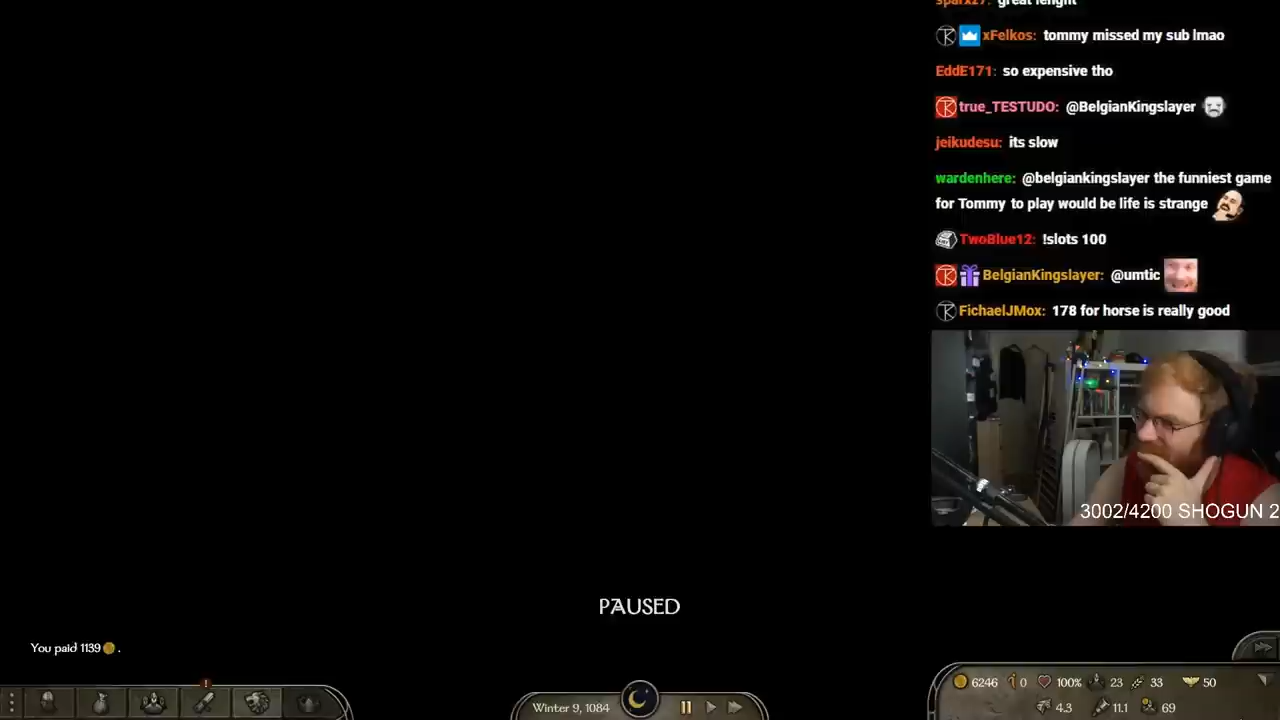 sparx27: great lenght
xFelkos: tommy missed my sub lmao
EddE171: so expensive tho
true_TESTUDO: @BelgianKingslayer
jeikudesu: its slow
wardenhere: @belgiankingslayer the funniest game
for Tommy to play would be life is strange
TwoBlue12: !slots 100
BelgianKingslayer: @umtic
FichaelJMox: 178 for horse is really good
3002/4200 SHOGUN 2
PAUSED
You paid 1139 .
6246 0 100% 23 33 50
Winter 9, 1084
4.3 11.1 69